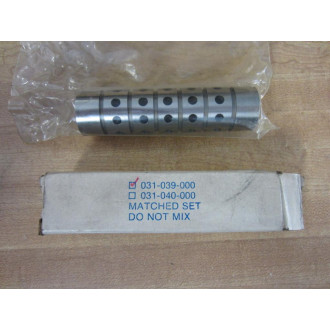 ☑ 031-039-000
☐ 031-040-000
MATCHED SET
DO NOT MIX